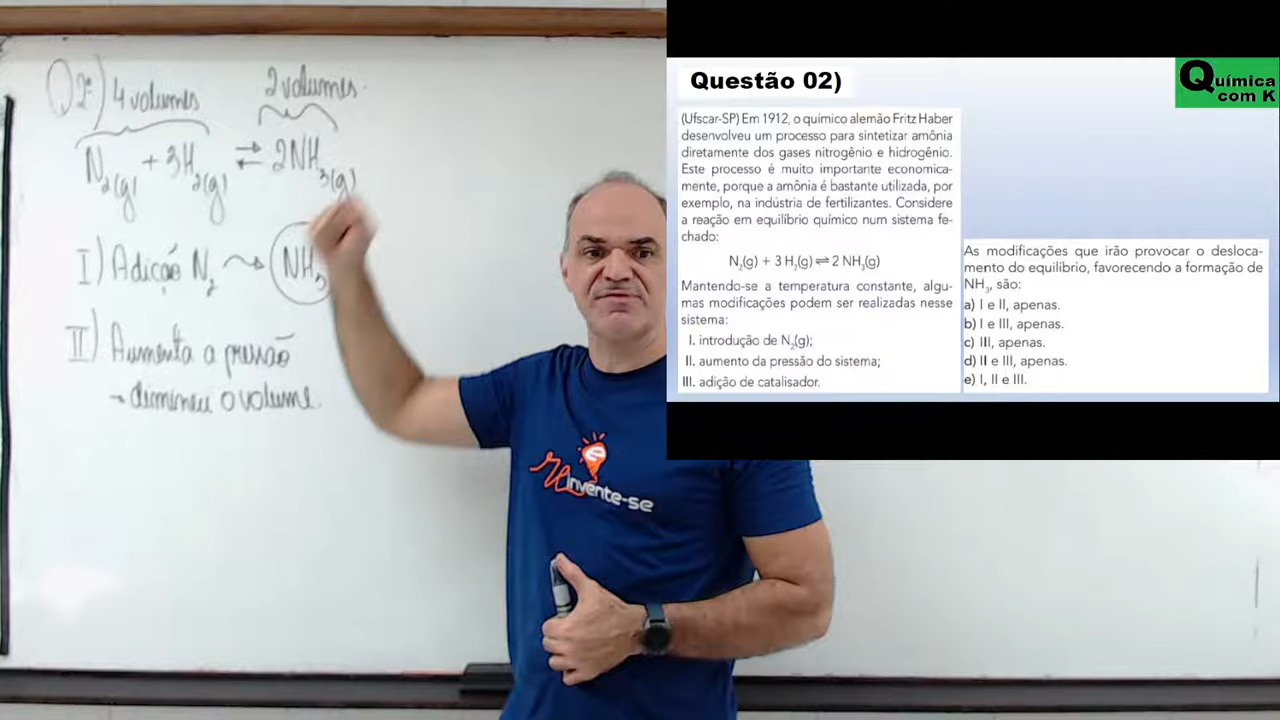 2º) 4 volumes
2 volumes.
N2(g) + 3H2(g) ⇌ 2NH3(g)
I) Adição N2 → NH3
II) Aumenta a pressão
→ diminui o volume.
Invente-se
Questão 02)
Química
com K
(Ufscar-SP) Em 1912, o químico alemão Fritz Haber
desenvolveu um processo para sintetizar amônia
diretamente dos gases nitrogênio e hidrogênio.
Este processo é muito importante economica-
mente, porque a amônia é bastante utilizada, por
exemplo, na indústria de fertilizantes. Considere
a reação em equilíbrio químico num sistema fe-
chado:
N2(g) + 3 H2(g) ⇌ 2 NH3(g)
Mantendo-se a temperatura constante, algu-
mas modificações podem ser realizadas nesse
sistema:
I. introdução de N2(g);
II. aumento da pressão do sistema;
III. adição de catalisador.
As modificações que irão provocar o desloca-
mento do equilíbrio, favorecendo a formação de
NH3, são:
a) I e II, apenas.
b) I e III, apenas.
c) III, apenas.
d) II e III, apenas.
e) I, II e III.